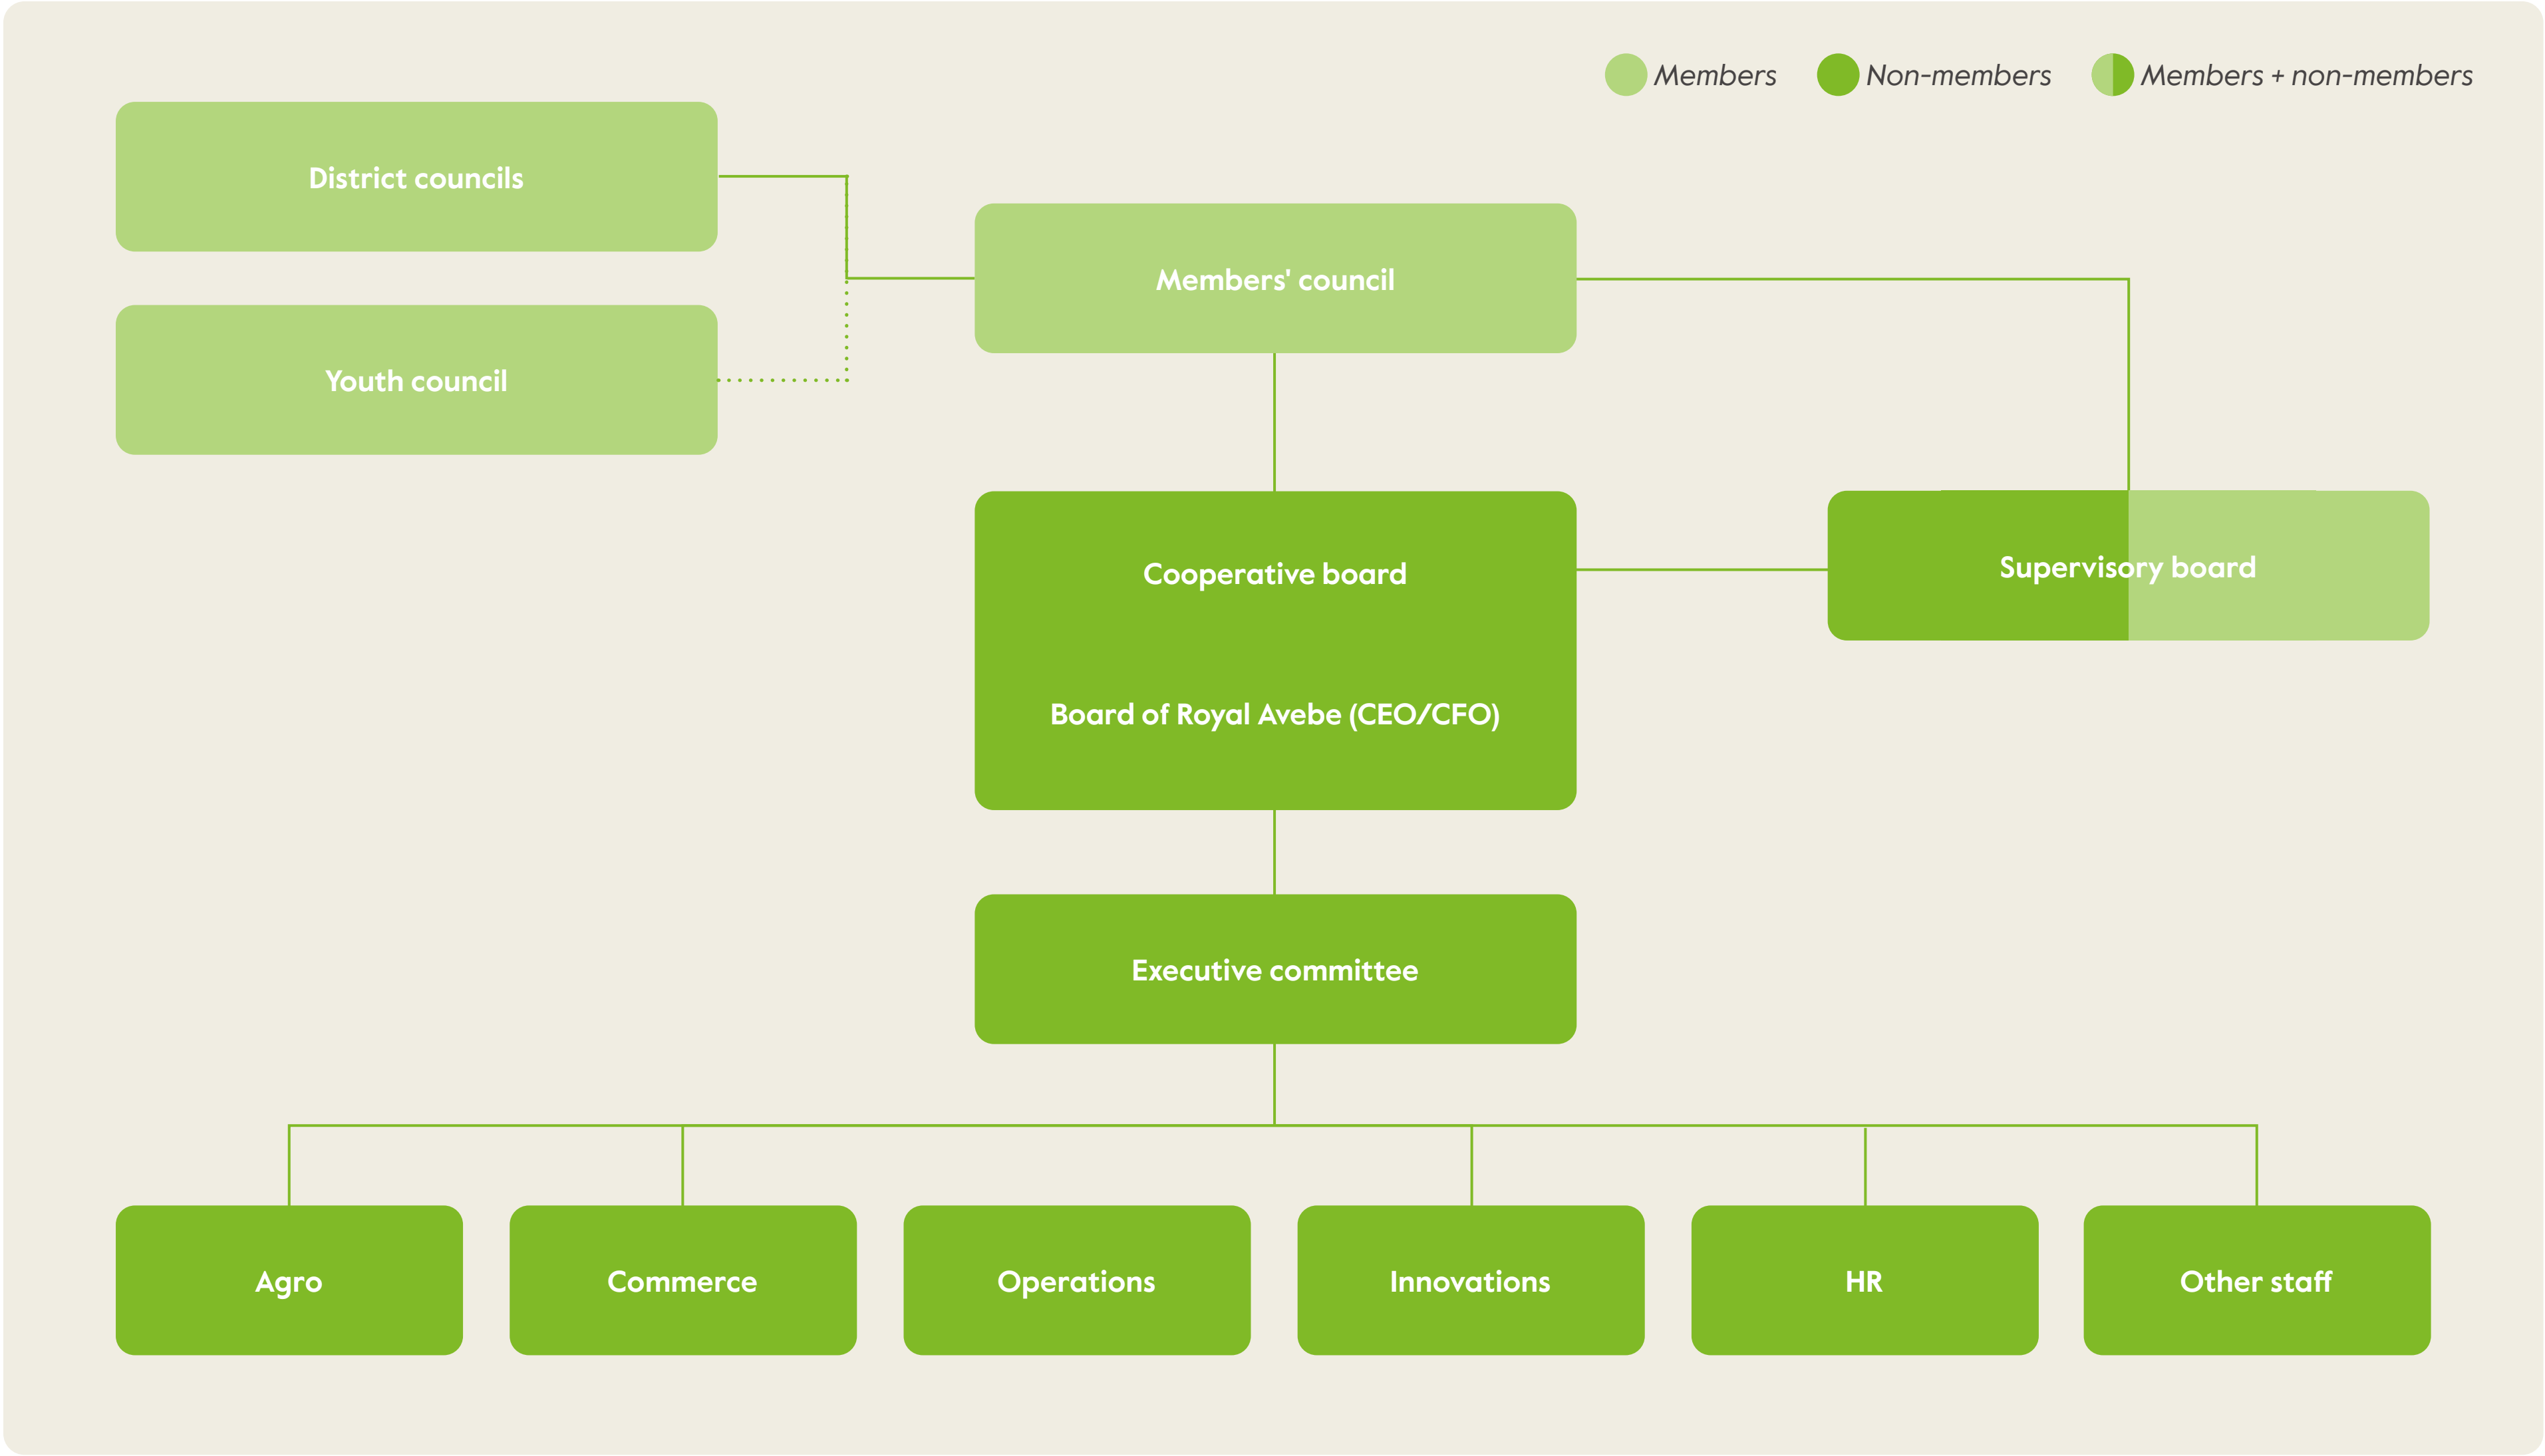 Members
Non-members
Members + non-members
District councils
Members' council
Youth council
Cooperative board
Supervisory board
Board of Royal Avebe (CEO/CFO)
Executive committee
Agro
Commerce
Operations
Innovations
HR
Other staff